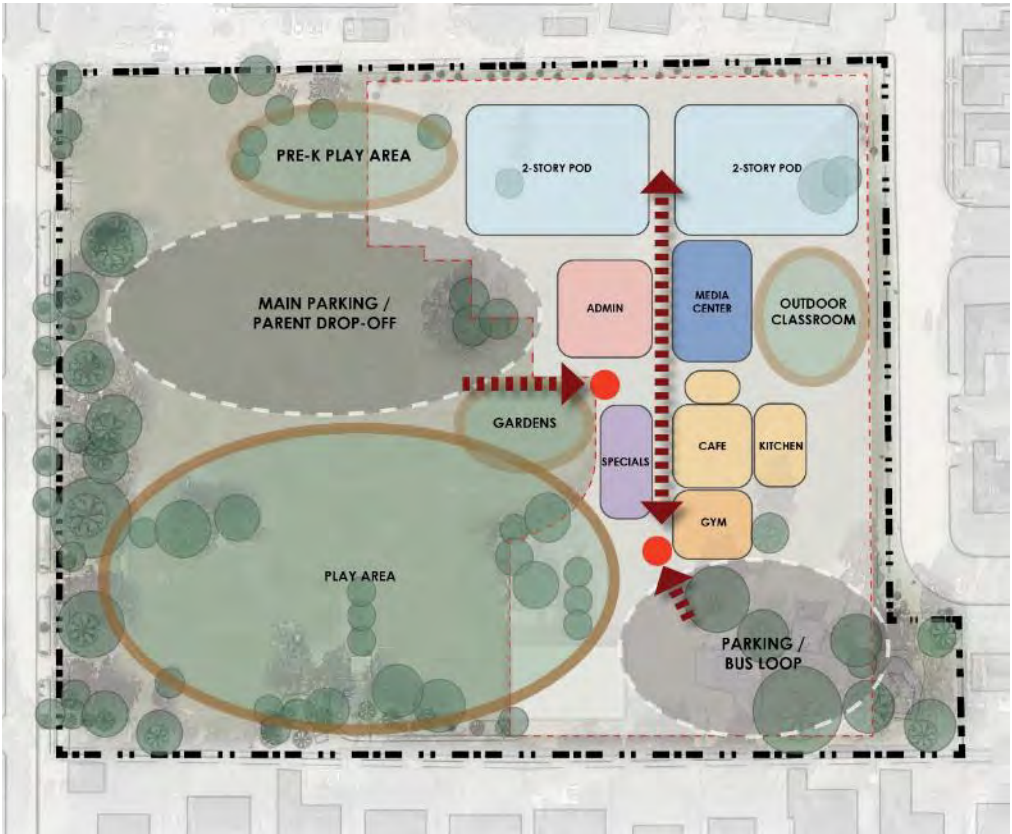 PRE-K PLAY AREA
2-STORY POD
2-STORY POD
MAIN PARKING /
PARENT DROP-OFF
ADMIN
MEDIA
CENTER
OUTDOOR
CLASSROOM
GARDENS
SPECIALS
CAFE
KITCHEN
GYM
PLAY AREA
PARKING /
BUS LOOP